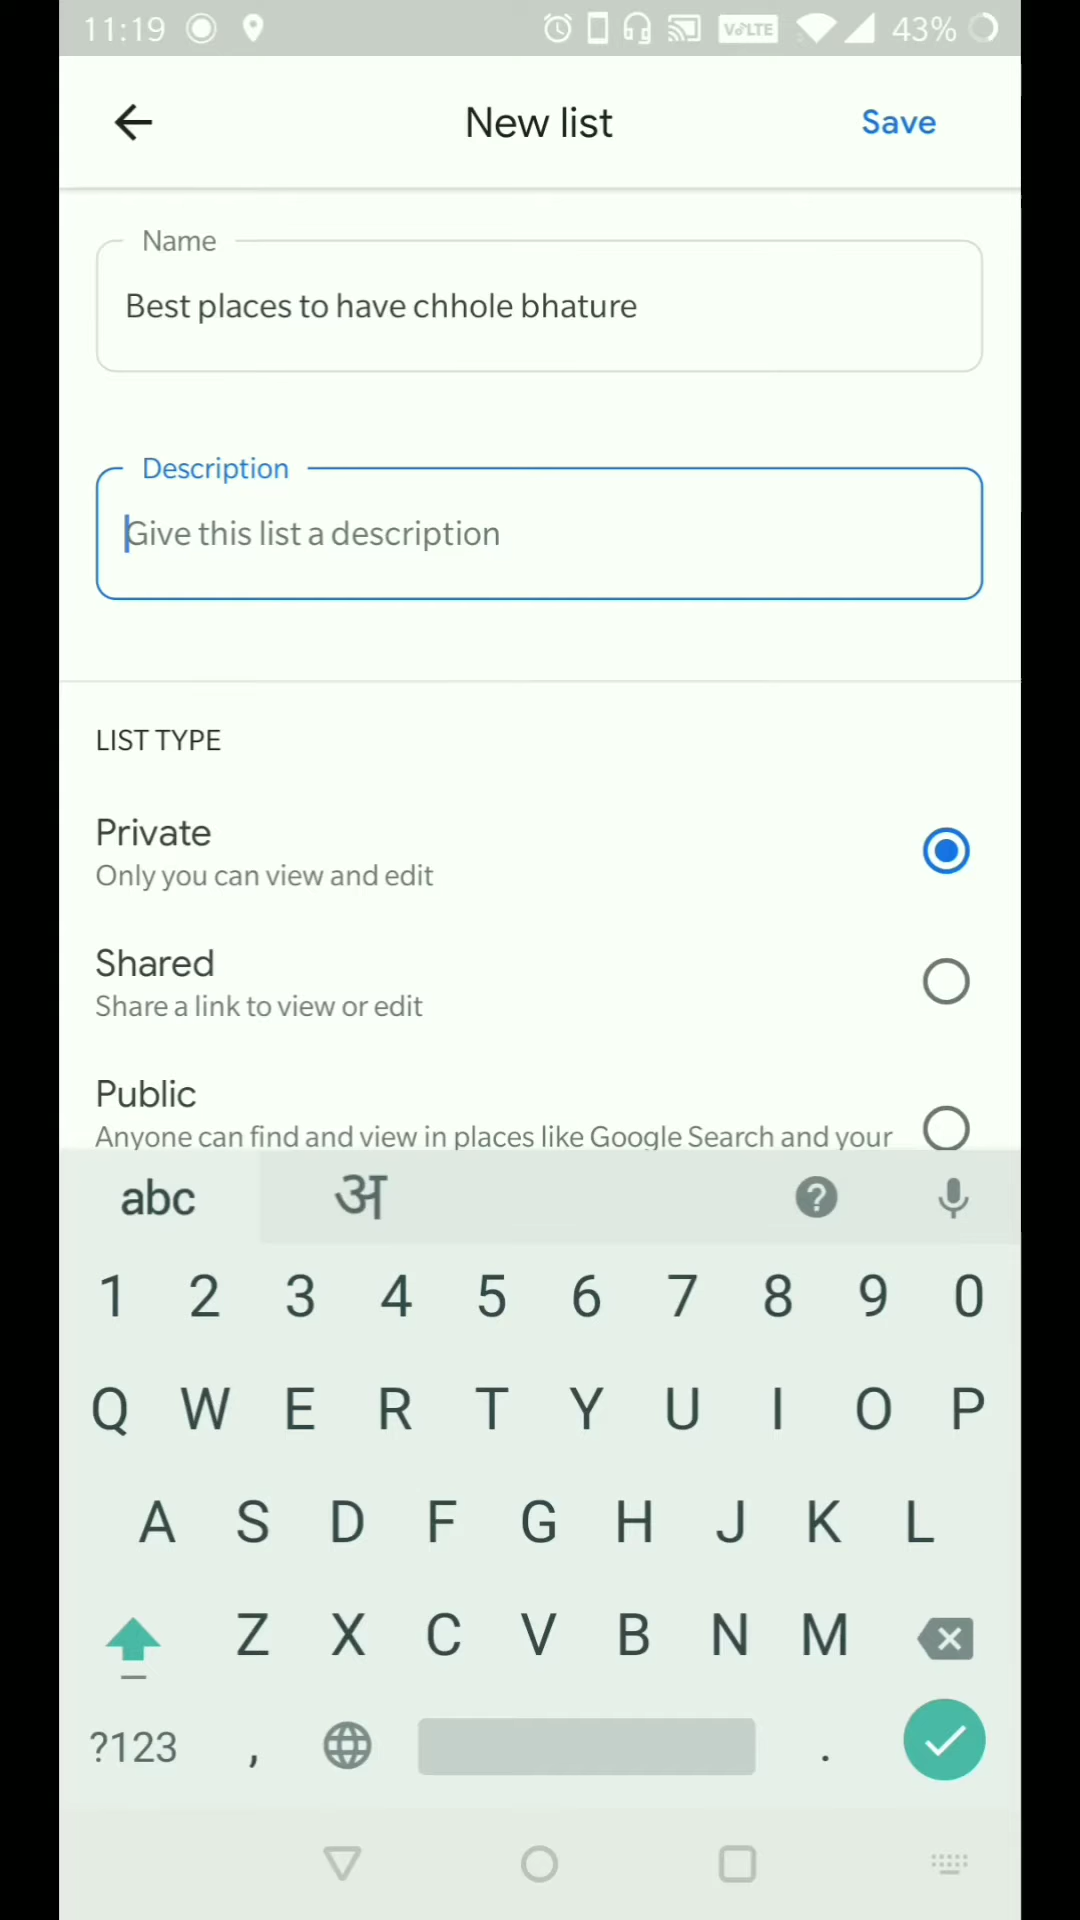 11:19 VoLTE 43%
New list Save
Name
Best places to have chhole bhature
Description
Give this list a description
LIST TYPE
Private
Only you can view and edit
Shared
Share a link to view or edit
Public
Anyone can find and view in places like Google Search and your
abc अ ?
1 2 3 4 5 6 7 8 9 0
Q W E R T Y U I O P
A S D F G H J K L
Z X C V B N M
?123 , .